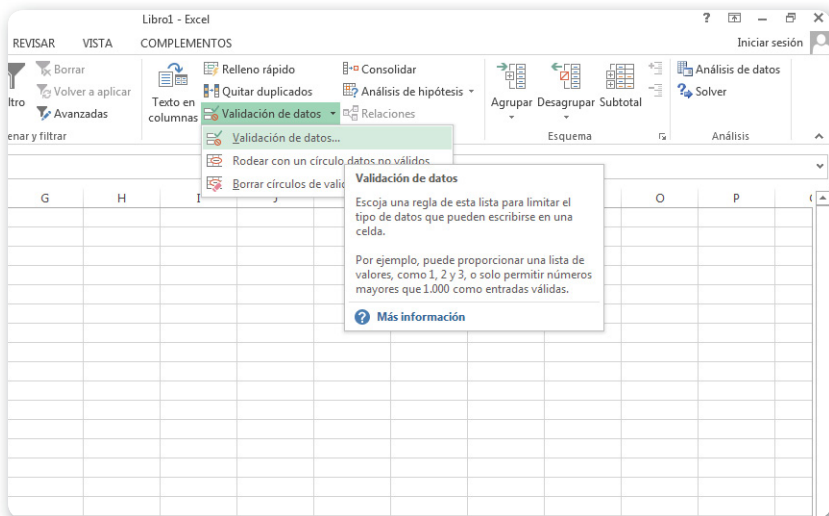 Libro1 - Excel
?
REVISAR VISTA COMPLEMENTOS
Iniciar sesión
Borrar
Volver a aplicar
Avanzadas
Texto en columnas
Relleno rápido
Quitar duplicados
Validación de datos
Consolidar
Análisis de hipótesis
Relaciones
Agrupar Desagrupar Subtotal
Análisis de datos
Solver
y filtrar
Esquema
Análisis
Validación de datos...
Rodear con un círculo datos no válidos
Borrar círculos de
Validación de datos
Escoja una regla de esta lista para limitar el
tipo de datos que pueden escribirse en una
celda.
Por ejemplo, puede proporcionar una lista de
valores, como 1, 2 y 3, o solo permitir números
mayores que 1.000 como entradas válidas.
? Más información
G H I O P